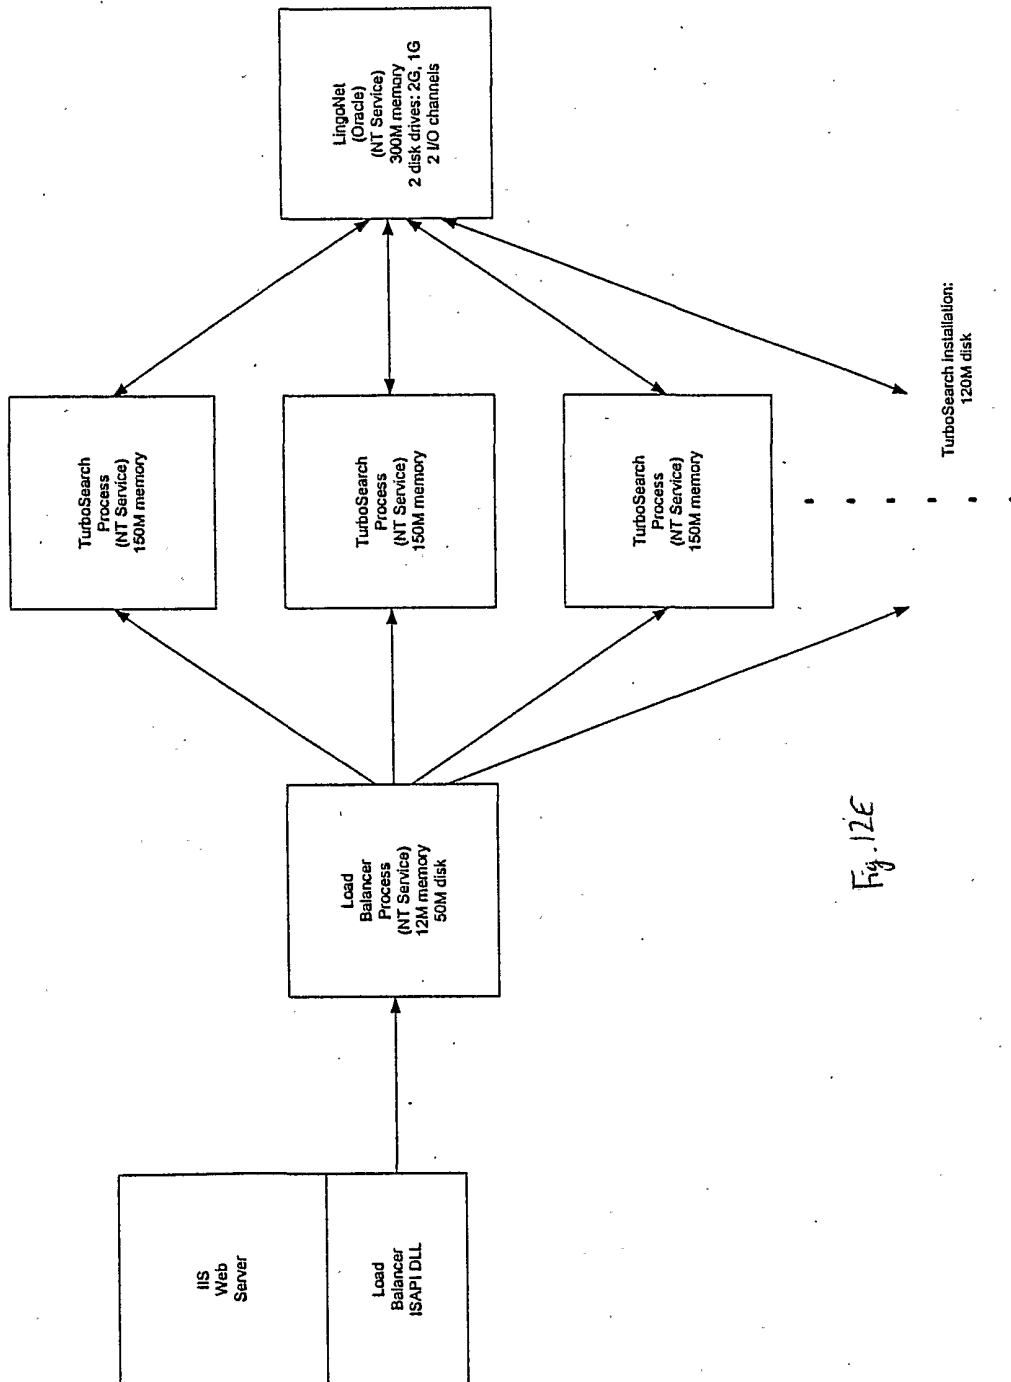 IIS
Web
Server
Load
Balancer
ISAPI DLL
Load
Balancer
Process
(NT Service)
12M memory
50M disk
TurboSearch
Process
(NT Service)
150M memory
TurboSearch
Process
(NT Service)
150M memory
TurboSearch
Process
(NT Service)
150M memory
TurboSearch installation:
120M disk
LingoNet
(Oracle)
(NT Service)
300M memory
2 disk drives: 2G, 1G
2 I/O channels
Fig. 12E